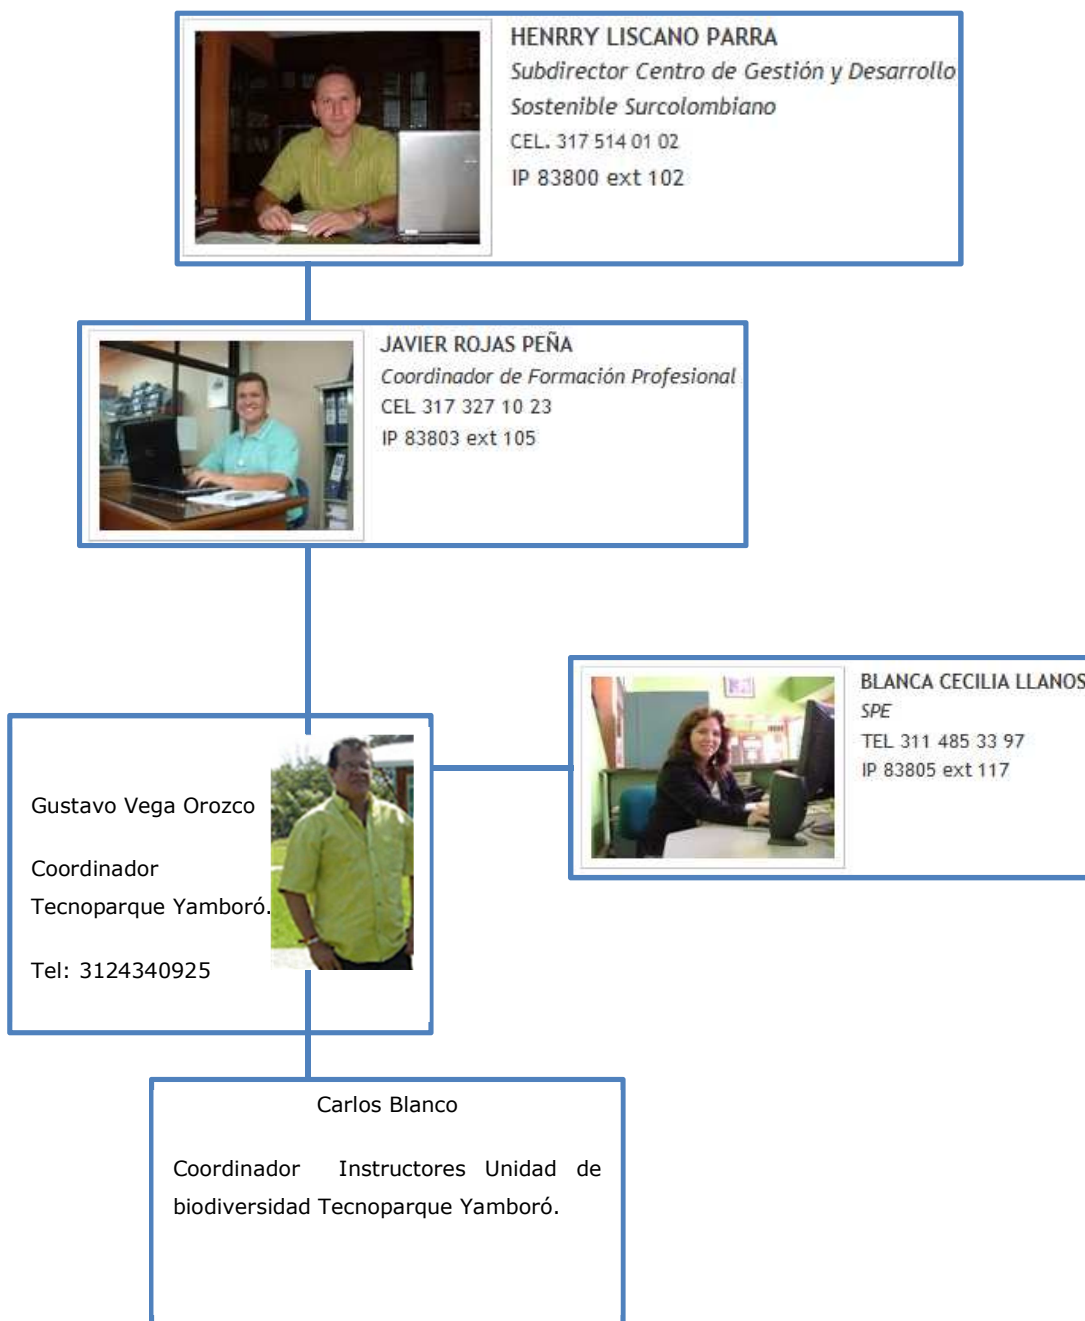 HENRRY LISCANO PARRA
Subdirector Centro de Gestión y Desarrollo
Sostenible Surcolombiano
CEL. 317 514 01 02
IP 83800 ext 102
JAVIER ROJAS PEÑA
Coordinador de Formación Profesional
CEL 317 327 10 23
IP 83803 ext 105
BLANCA CECILIA LLANOS
SPE
TEL 311 485 33 97
IP 83805 ext 117
Gustavo Vega Orozco
Coordinador
Tecnoparque Yamboró.
Tel: 3124340925
Carlos Blanco
Coordinador Instructores Unidad de
biodiversidad Tecnoparque Yamboró.